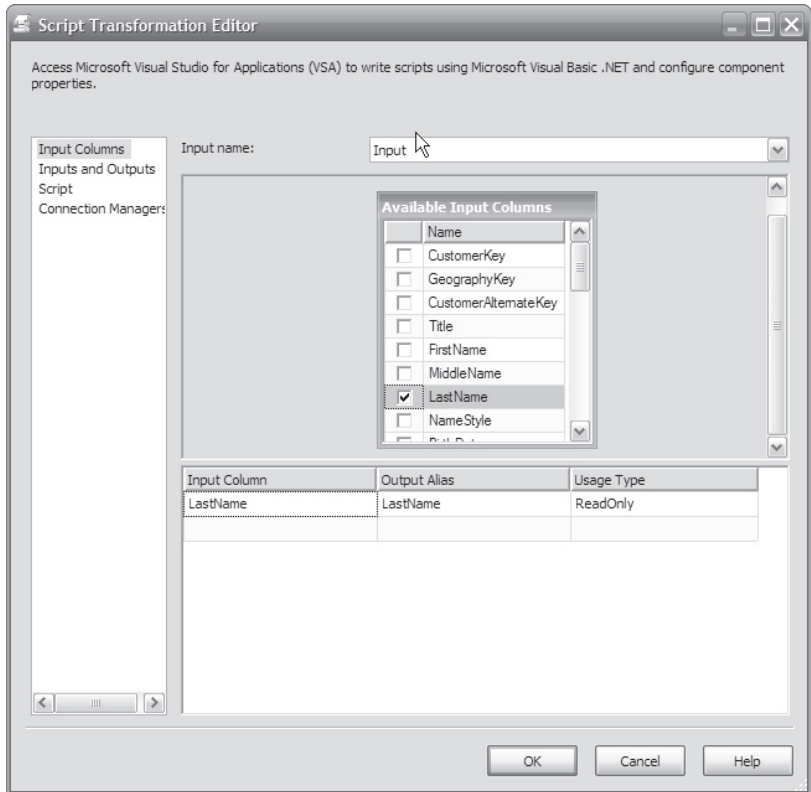 Script Transformation Editor
Access Microsoft Visual Studio for Applications (VSA) to write scripts using Microsoft Visual Basic .NET and configure component
properties.
Input Columns
Inputs and Outputs
Script
Connection Managers
Input name:
Input
Available Input Columns
Name
CustomerKey
GeographyKey
CustomerAlternateKey
Title
FirstName
MiddleName
LastName
NameStyle
Input Column Output Alias Usage Type
LastName LastName ReadOnly
OK Cancel Help